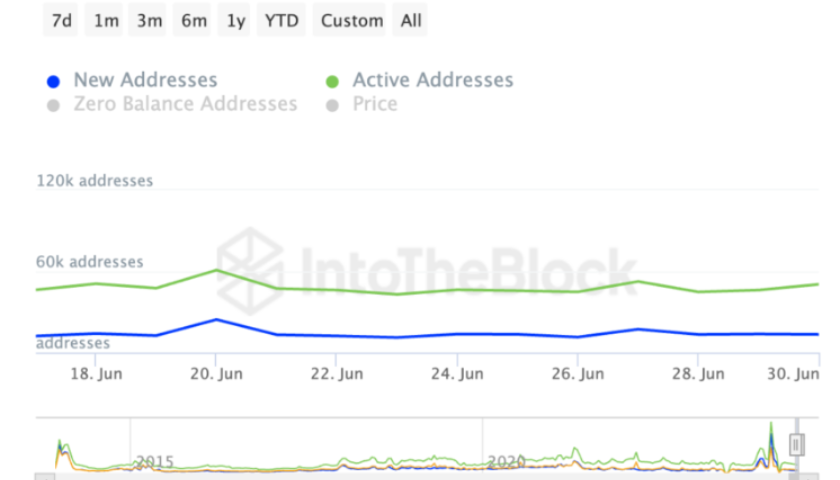 7d 1m 3m 6m 1y YTD Custom All
New Addresses Active Addresses
Zero Balance Addresses Price
120k addresses
60k addresses
IntoTheBlock
addresses
18. Jun 20. Jun 22. Jun 24. Jun 26. Jun 28. Jun 30. Jun
2015 2020